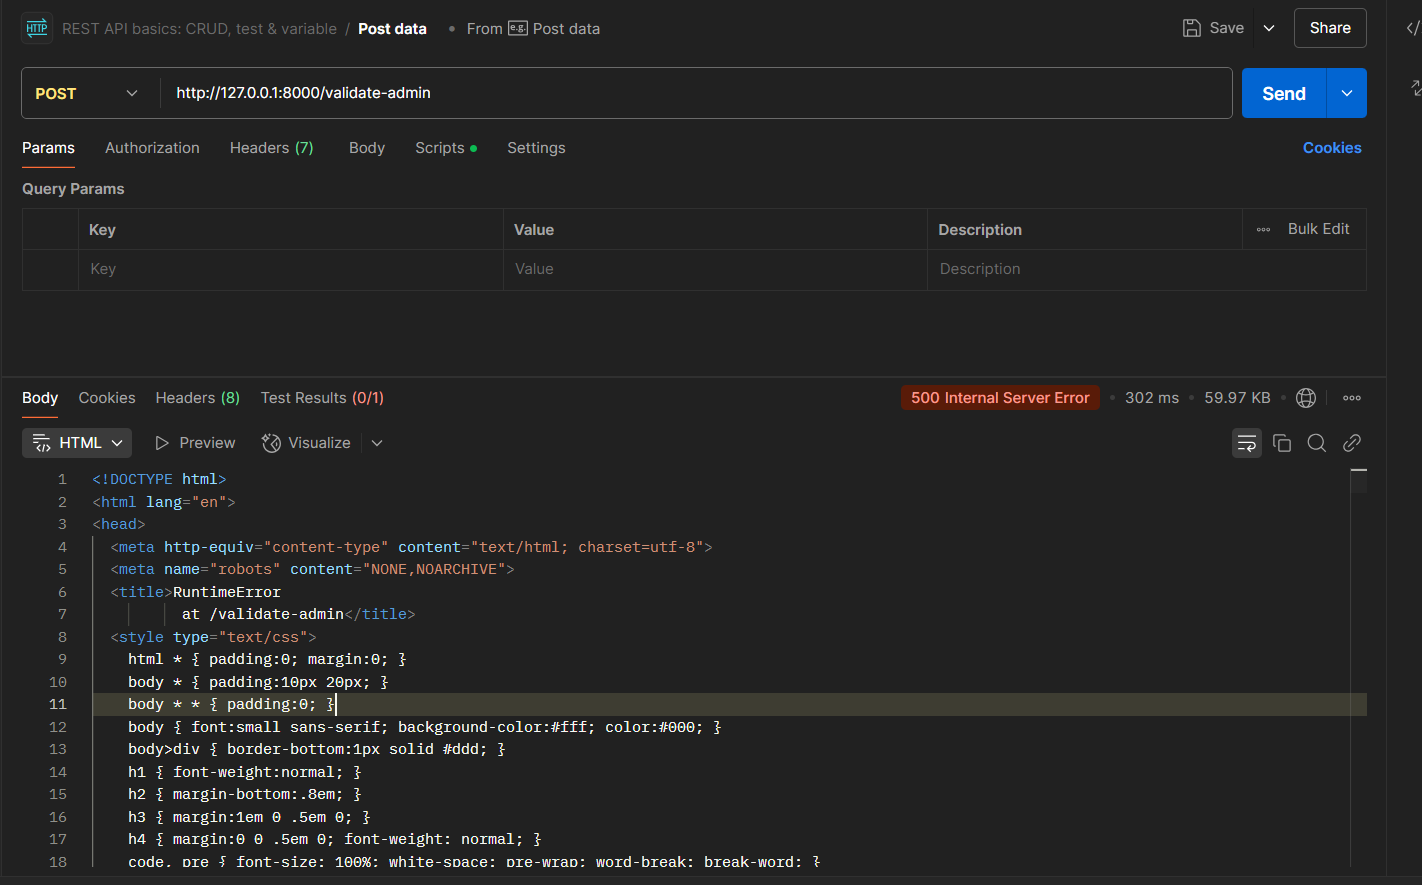 HTTP REST API basics: CRUD, test & variable / Post data • From e.g. Post data Save Share
POST http://127.0.0.1:8000/validate-admin Send
Params Authorization Headers (7) Body Scripts Settings Cookies
Query Params
Key Value Description Bulk Edit
Key Value Description
Body Cookies Headers (8) Test Results (0/1) 500 Internal Server Error • 302 ms • 59.97 KB
HTML Preview Visualize
1 <!DOCTYPE html>
2 <html lang="en">
3 <head>
4 <meta http-equiv="content-type" content="text/html; charset=utf-8">
5 <meta name="robots" content="NONE,NOARCHIVE">
6 <title>RuntimeError
7 at /validate-admin</title>
8 <style type="text/css">
9 html * { padding:0; margin:0; }
10 body * { padding:10px 20px; }
11 body * * { padding:0; }
12 body { font:small sans-serif; background-color:#fff; color:#000; }
13 body>div { border-bottom:1px solid #ddd; }
14 h1 { font-weight:normal; }
15 h2 { margin-bottom:.8em; }
16 h3 { margin:1em 0 .5em 0; }
17 h4 { margin:0 0 .5em 0; font-weight: normal; }
18 code, pre { font-size: 100%; white-space: pre-wrap; word-break: break-word; }